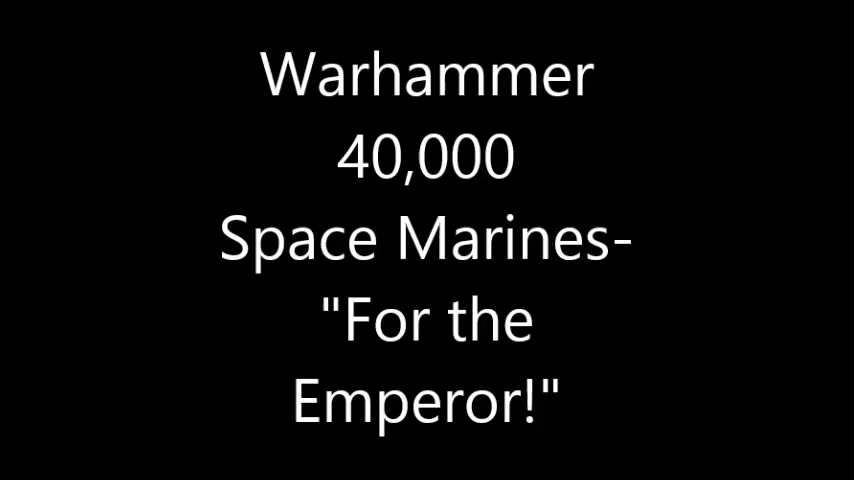 Warhammer
40,000
Space Marines-
"For the
Emperor!"